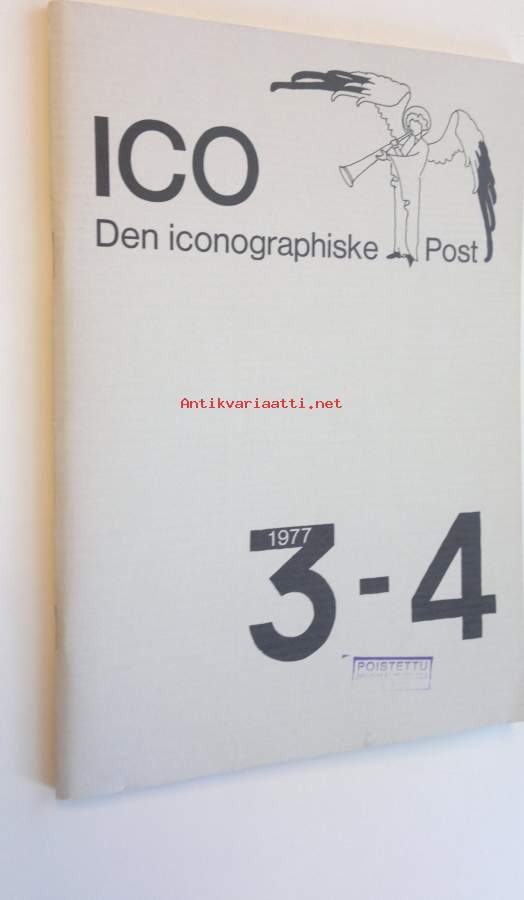 ICO
Den iconographiske Post
Antikvariaatti.net
1977
3-4
POISTETTU